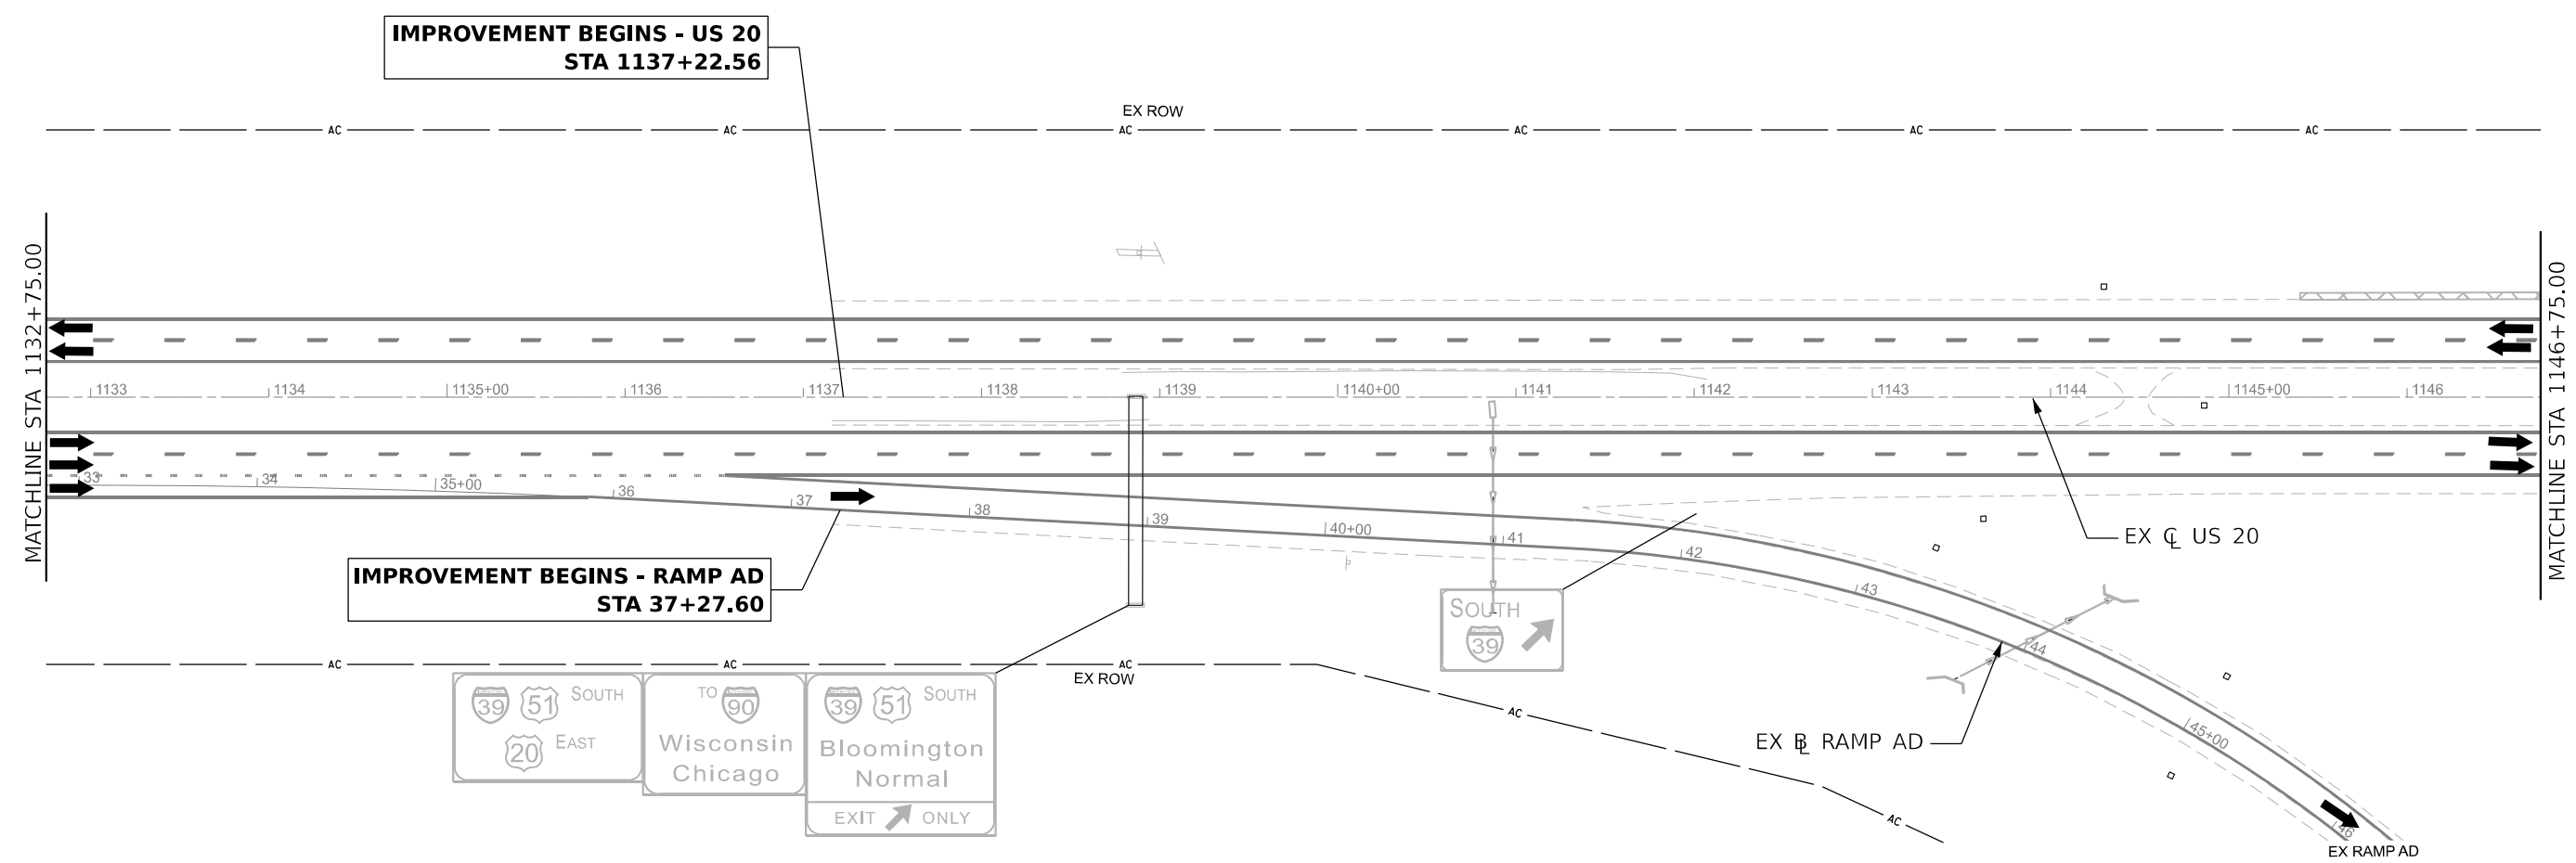 IMPROVEMENT BEGINS - US 20
STA 1137+22.56
EX ROW
AC AC AC AC AC AC
MATCHLINE STA 1132+75.00
MATCHLINE STA 1146+75.00
1133 1134 1135+00 1136 1137 1138 1139 1140+00 1141 1142 1143 1144 1145+00 1146
33 34 35+00 36 37 38 39 40+00 41 42 43 44 45+00 46
EX CL US 20
IMPROVEMENT BEGINS - RAMP AD
STA 37+27.60
SOUTH
39
AC AC AC AC AC
EX ROW
39 51 SOUTH
20 EAST
TO 90
Wisconsin
Chicago
39 51 SOUTH
Bloomington
Normal
EXIT ONLY
EX BL RAMP AD
EX RAMP AD